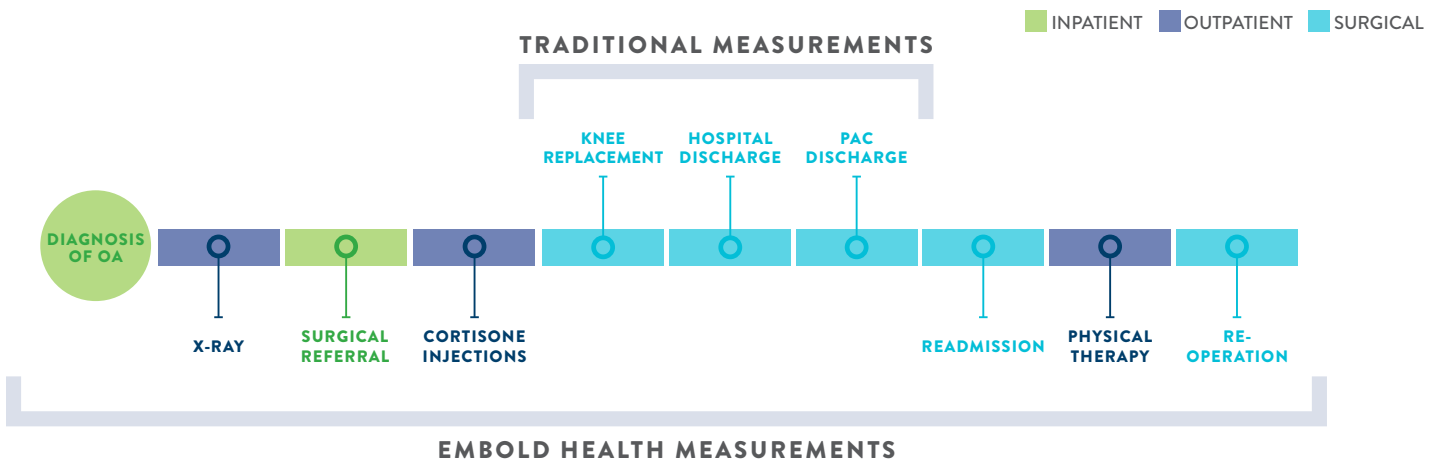 INPATIENT
OUTPATIENT
SURGICAL
TRADITIONAL MEASUREMENTS
KNEE
REPLACEMENT
HOSPITAL
DISCHARGE
PAC
DISCHARGE
DIAGNOSIS
OF OA
X-RAY
SURGICAL
REFERRAL
CORTISONE
INJECTIONS
READMISSION
PHYSICAL
THERAPY
RE-
OPERATION
EMBOLD HEALTH MEASUREMENTS